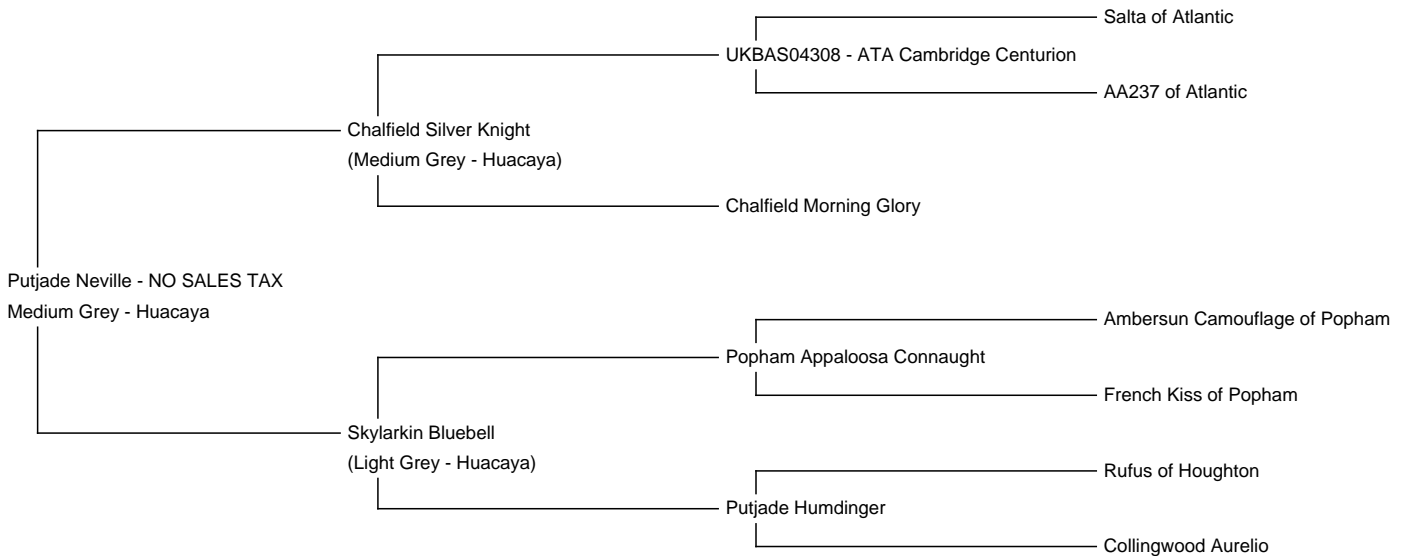 Salta of Atlantic
UKBAS04308 - ATA Cambridge Centurion
AA237 of Atlantic
Chalfield Silver Knight
(Medium Grey - Huacaya)
Chalfield Morning Glory
Putjade Neville - NO SALES TAX
Medium Grey - Huacaya
Ambersun Camouflage of Popham
Popham Appaloosa Connaught
French Kiss of Popham
Skylarkin Bluebell
(Light Grey - Huacaya)
Rufus of Houghton
Putjade Humdinger
Collingwood Aurelio